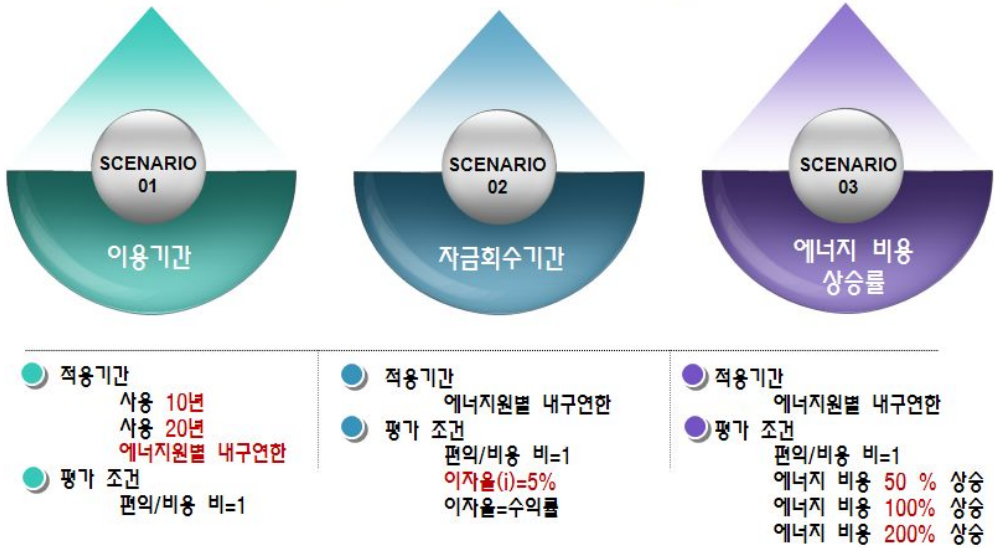 SCENARIO
01
이용기간
SCENARIO
02
자금회수기간
SCENARIO
03
에너지 비용
상승률
적용기간
사용 10년
사용 20년
에너지원별 내구연한
평가 조건
편익/비용 비=1
적용기간
에너지원별 내구연한
평가 조건
편익/비용 비=1
이자율(i)=5%
이자율=수익률
적용기간
에너지원별 내구연한
평가 조건
편익/비용 비=1
에너지 비용 50 % 상승
에너지 비용 100% 상승
에너지 비용 200% 상승